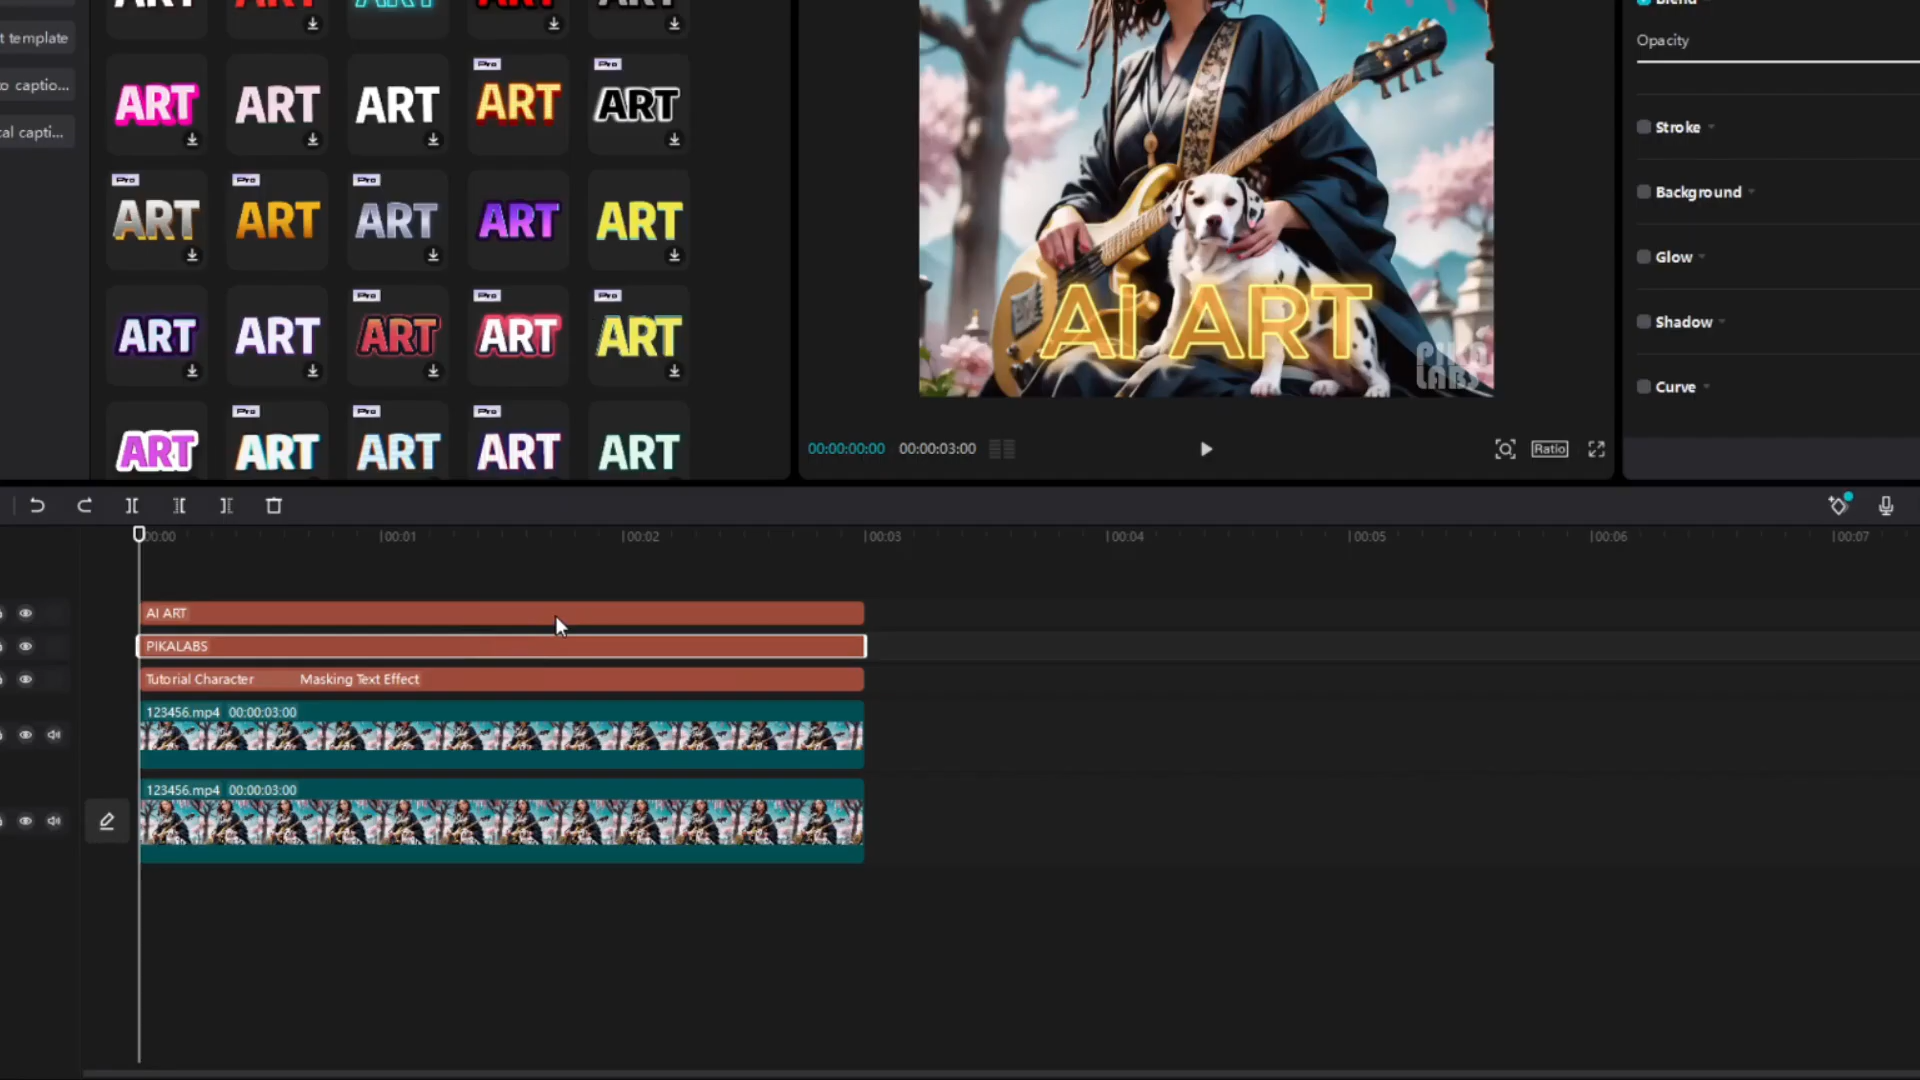 ART ART ART ART ART
t template
o captio...
cal capti...
Pro Pro
ART ART ART ART ART
Pro Pro Pro
ART ART ART ART ART
Pro Pro Pro
ART ART ART ART ART
Pro Pro Pro
ART ART ART ART ART
AI ART
PIKA
LABS
00:00:00:00 00:00:03:00
Ratio
Blend
Opacity
Stroke
Background
Glow
Shadow
Curve
00:00 00:01 00:02 00:03 00:04 00:05 00:06 00:07
AI ART
PIKALABS
Tutorial Character Masking Text Effect
123456.mp4 00:00:03:00
123456.mp4 00:00:03:00